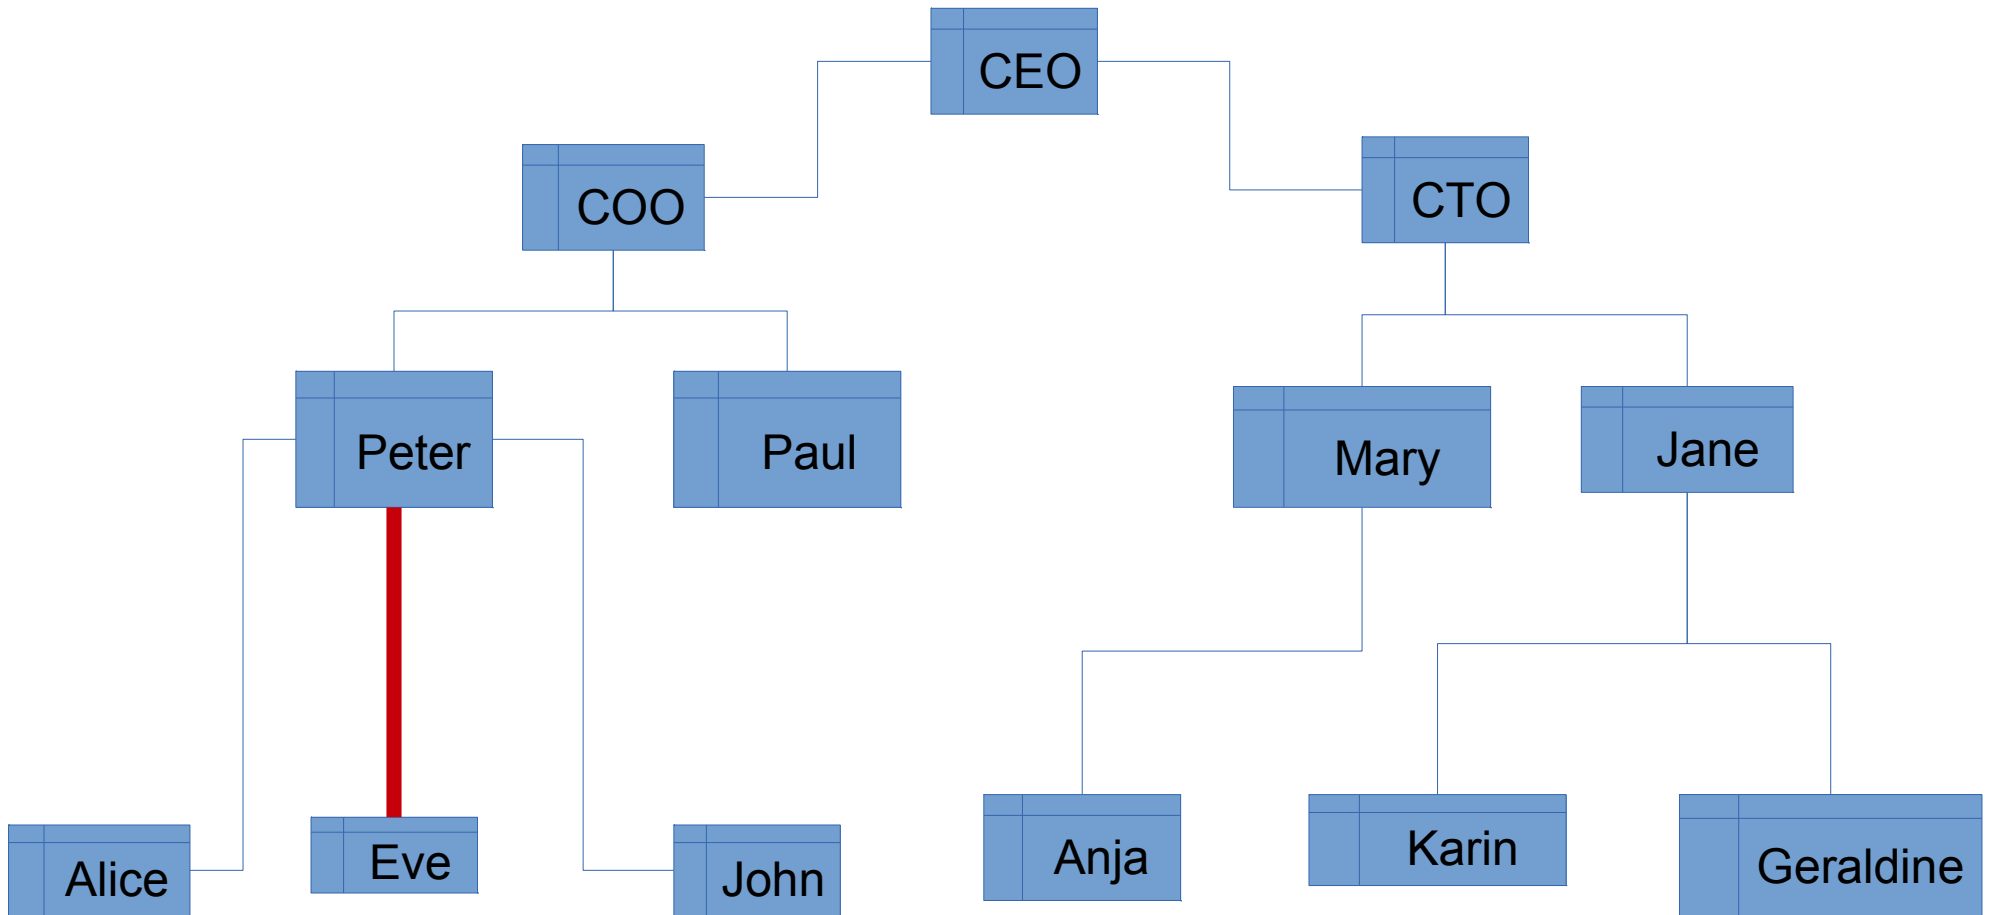 CEO
COO
CTO
Peter
Paul
Mary
Jane
Alice
Eve
John
Anja
Karin
Geraldine